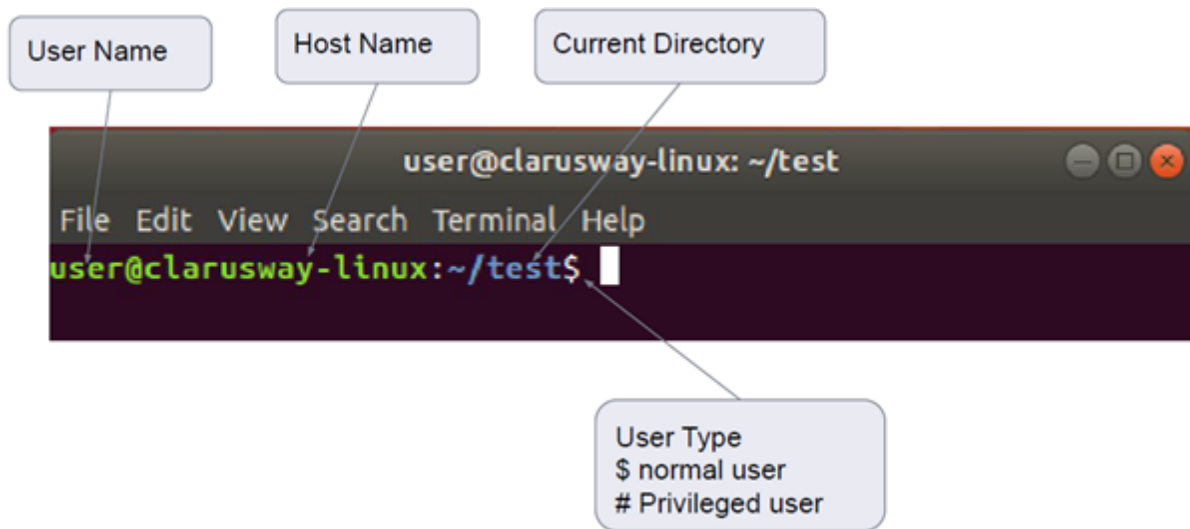 User Name
Host Name
Current Directory
user@clarusway-linux: ~/test
File Edit View Search Terminal Help
user@clarusway-linux:~/test$
User Type
$ normal user
# Privileged user